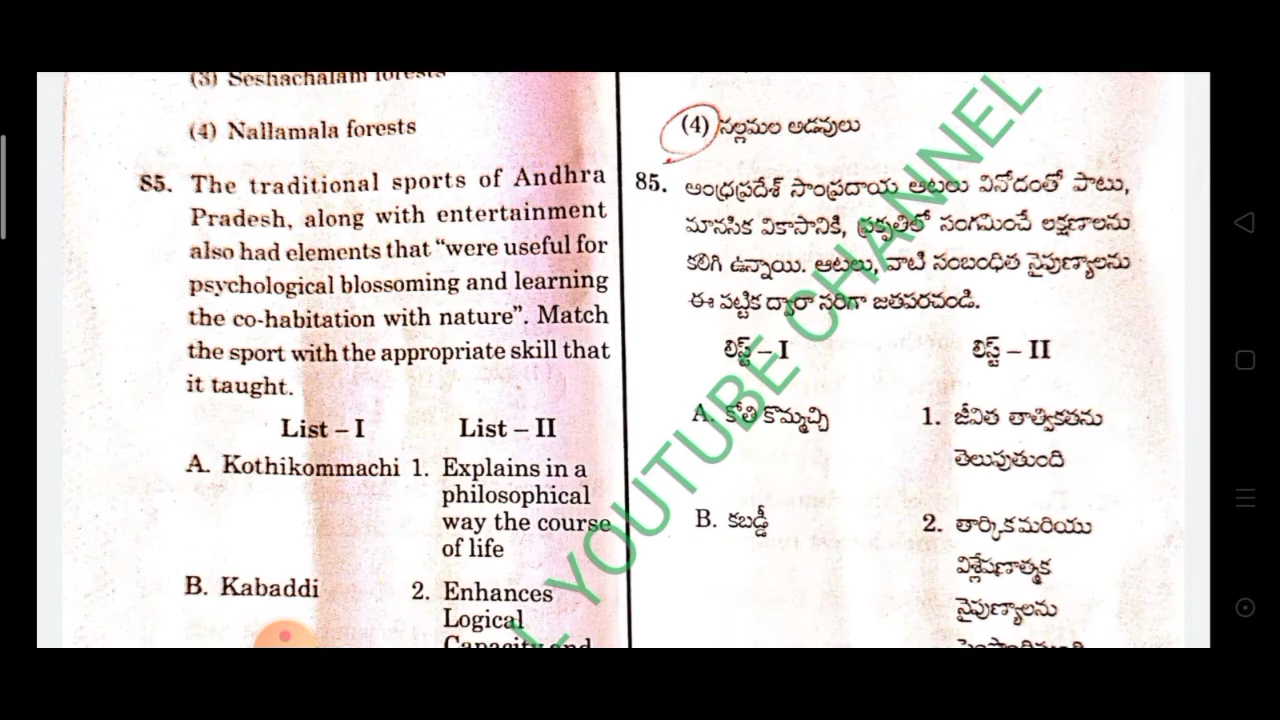 (3) Seshachalam forests
(4) Nallamala forests
85. The traditional sports of Andhra
Pradesh, along with entertainment
also had elements that “were useful for
psychological blossoming and learning
the co-habitation with nature”. Match
the sport with the appropriate skill that
it taught.
List – I List – II
A. Kothikommachi 1. Explains in a
philosophical
way the course
of life
B. Kabaddi 2. Enhances
Logical
Capacity and
(4) నల్లమల అడవులు
85. ఆంధ్రప్రదేశ్ సాంప్రదాయ ఆటలు వినోదంతో పాటు,
మానసిక వికాసానికి, ప్రకృతిలో సంగమించే లక్షణాలను
కలిగి ఉన్నాయి. ఆటలు, వాటి సంబంధిత నైపుణ్యాలను
ఈ పట్టిక ద్వారా సరిగా జతపరచండి.
లిస్ట్ – I లిస్ట్ – II
A. కోతి కొమ్మచ్చి 1. జీవిత తాత్వికతను
తెలుపుతుంది
B. కబడ్డీ 2. తార్కిక మరియు
విశ్లేషణాత్మక
నైపుణ్యాలను
పెంపొందిస్తుంది
L YOUTUBE CHANNEL